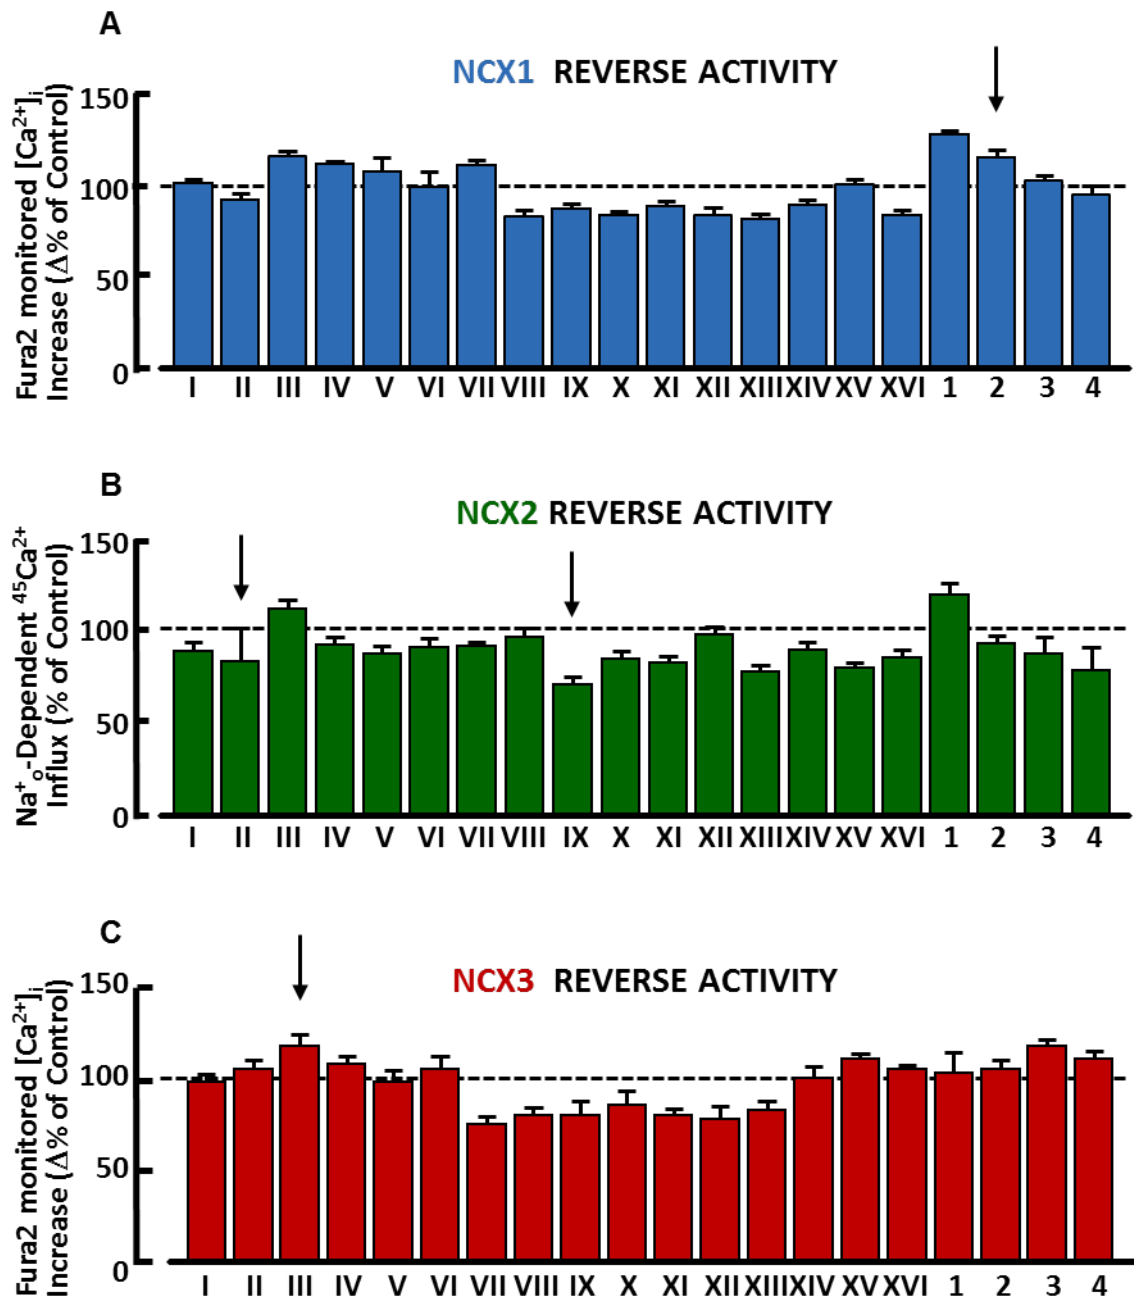 A
NCX1 REVERSE ACTIVITY
Fura2 monitored [Ca²⁺]ᵢ
Increase (Δ% of Control)
150
100
50
0
I II III IV V VI VII VIII IX X XI XII XIII XIV XV XVI 1 2 3 4
B
NCX2 REVERSE ACTIVITY
Na⁺ₒ-Dependent ⁴⁵Ca²⁺
Influx (% of Control)
150
100
50
0
I II III IV V VI VII VIII IX X XI XII XIII XIV XV XVI 1 2 3 4
C
NCX3 REVERSE ACTIVITY
Fura2 monitored [Ca²⁺]ᵢ
Increase (Δ% of Control)
150
100
50
0
I II III IV V VI VII VIII IX X XI XII XIII XIV XV XVI 1 2 3 4